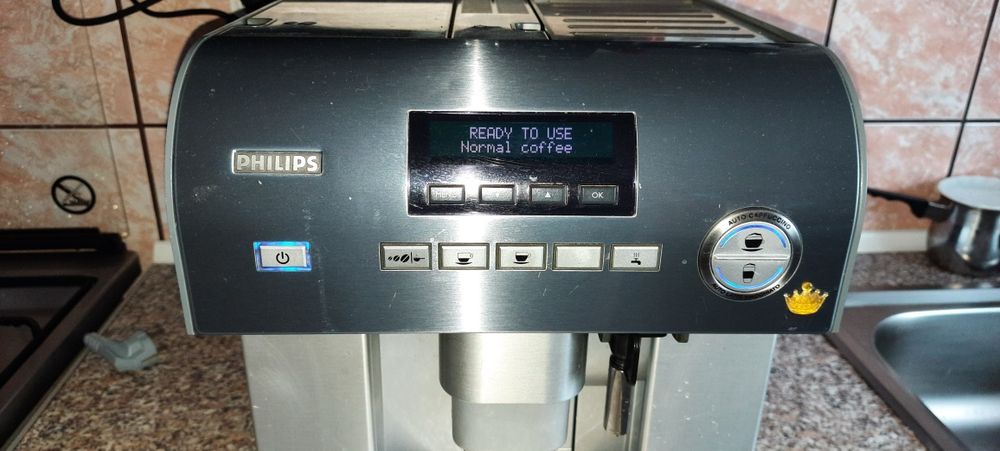 READY TO USE
Normal coffee
PHILIPS
OK
AUTO CAPPUCCINO